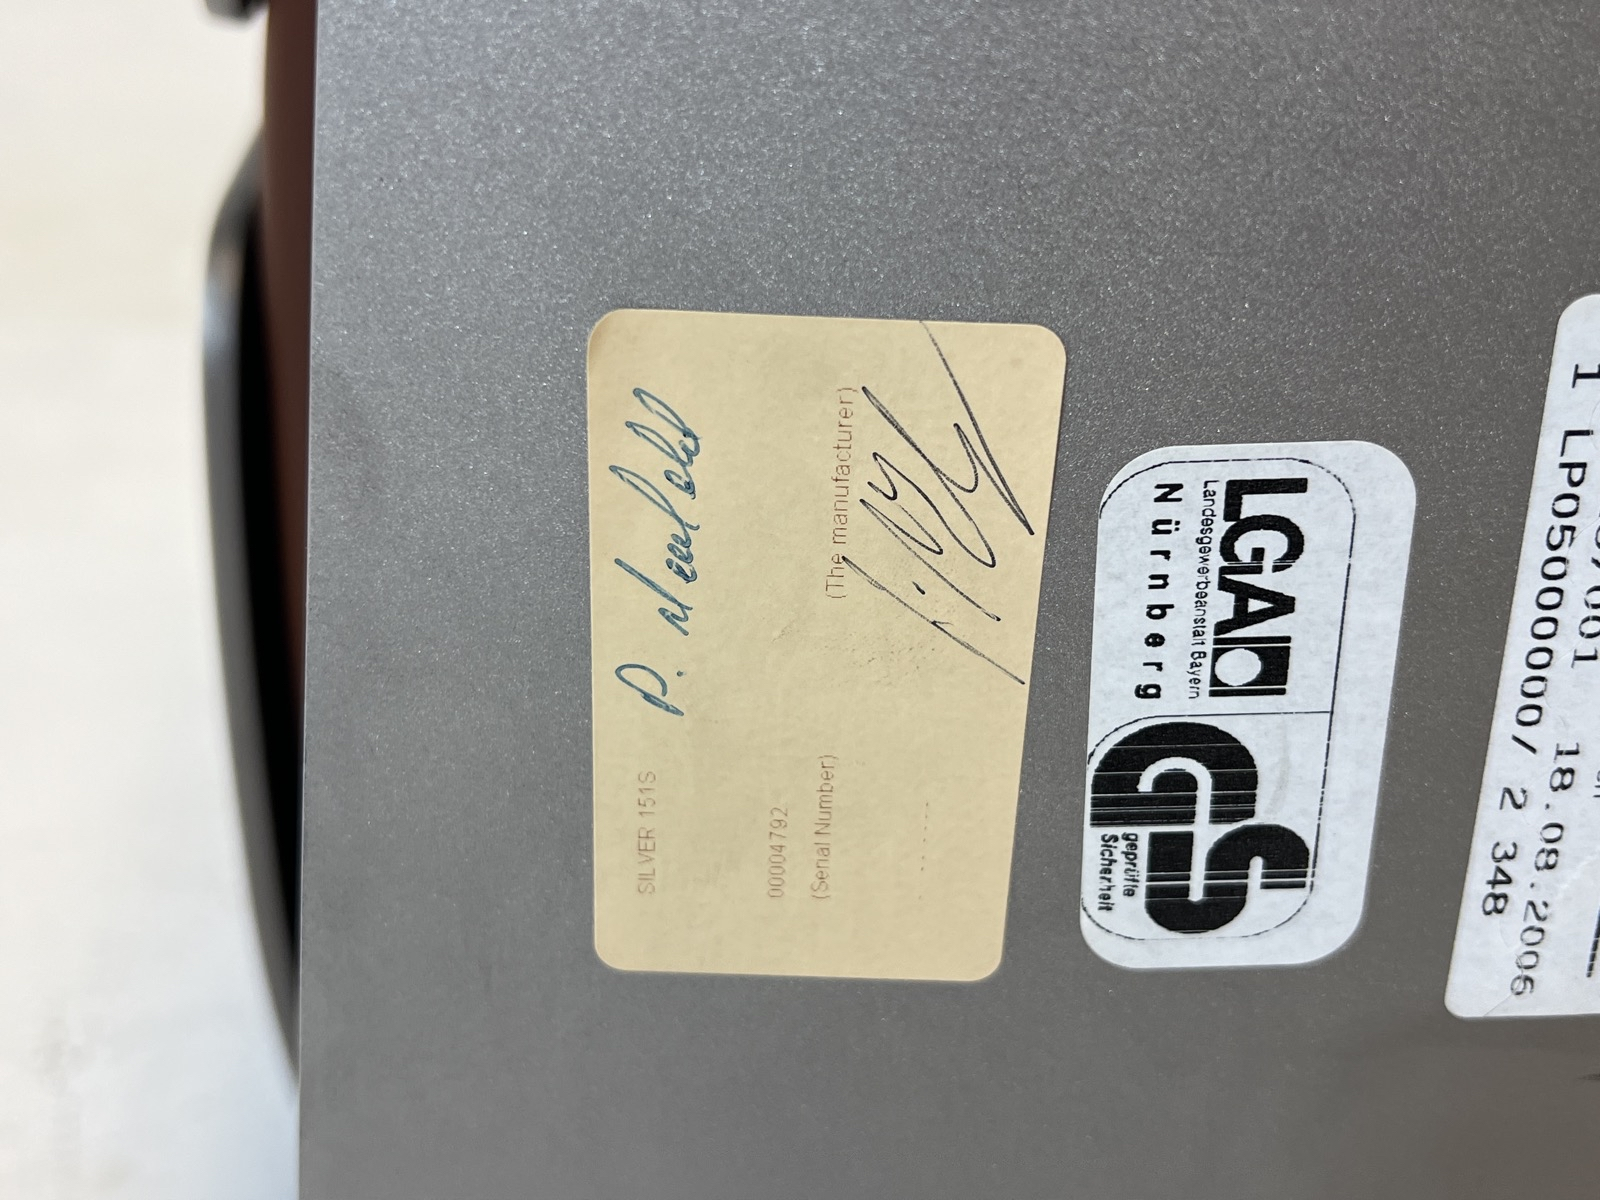 SILVER 151S
P.
00004792
(Serial Number)
(The manufacturer)
LGA
Landesgewerbeanstalt Bayern
Nürnberg
GS
geprüfte
Sicherheit
18.08.2006
1 LP05000000/ 2 348